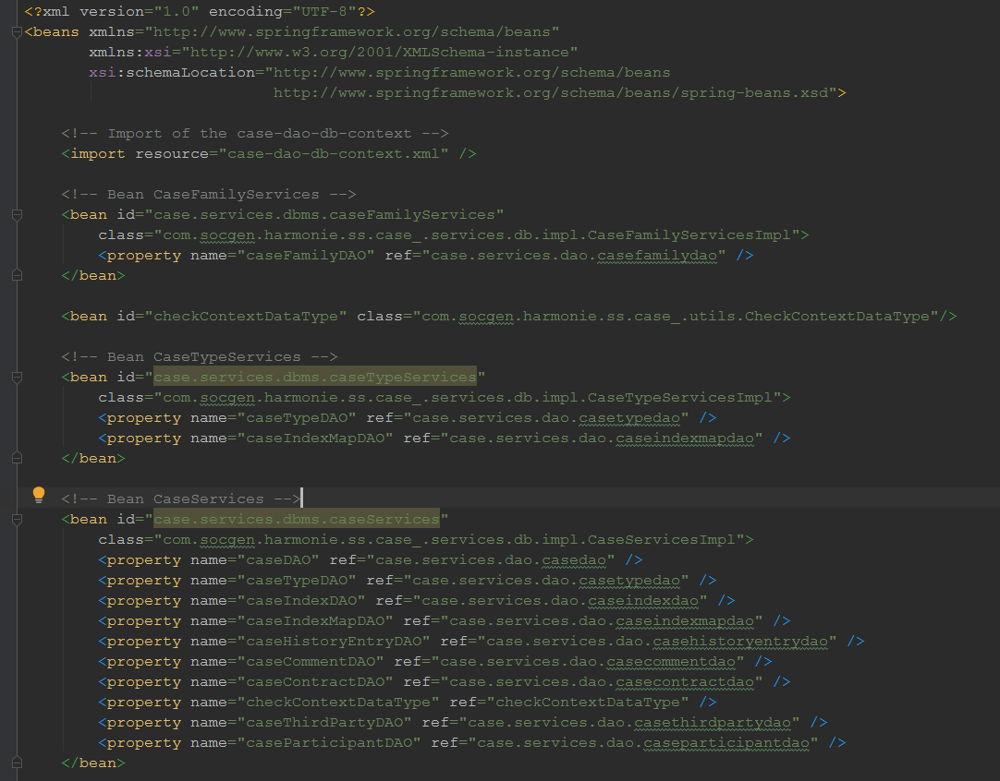 <?xml version="1.0" encoding="UTF-8"?>
<beans xmlns="http://www.springframework.org/schema/beans"
xmlns:xsi="http://www.w3.org/2001/XMLSchema-instance"
xsi:schemaLocation="http://www.springframework.org/schema/beans
http://www.springframework.org/schema/beans/spring-beans.xsd">
<!-- Import of the case-dao-db-context -->
<import resource="case-dao-db-context.xml" />
<!-- Bean CaseFamilyServices -->
<bean id="case.services.dbms.caseFamilyServices"
class="com.socgen.harmonie.ss.case_.services.db.impl.CaseFamilyServicesImpl">
<property name="caseFamilyDAO" ref="case.services.dao.casefamilydao" />
</bean>
<bean id="checkContextDataType" class="com.socgen.harmonie.ss.case_.utils.CheckContextDataType"/>
<!-- Bean CaseTypeServices -->
<bean id="case.services.dbms.caseTypeServices"
class="com.socgen.harmonie.ss.case_.services.db.impl.CaseTypeServicesImpl">
<property name="caseTypeDAO" ref="case.services.dao.casetypedao" />
<property name="caseIndexMapDAO" ref="case.services.dao.caseindexmapdao" />
</bean>
<!-- Bean CaseServices -->
<bean id="case.services.dbms.caseServices"
class="com.socgen.harmonie.ss.case_.services.db.impl.CaseServicesImpl">
<property name="caseDAO" ref="case.services.dao.casedao" />
<property name="caseTypeDAO" ref="case.services.dao.casetypedao" />
<property name="caseIndexDAO" ref="case.services.dao.caseindexdao" />
<property name="caseIndexMapDAO" ref="case.services.dao.caseindexmapdao" />
<property name="caseHistoryEntryDAO" ref="case.services.dao.casehistoryentrydao" />
<property name="caseCommentDAO" ref="case.services.dao.casecommentdao" />
<property name="caseContractDAO" ref="case.services.dao.casecontractdao" />
<property name="checkContextDataType" ref="checkContextDataType" />
<property name="caseThirdPartyDAO" ref="case.services.dao.casethirdpartydao" />
<property name="caseParticipantDAO" ref="case.services.dao.caseparticipantdao" />
</bean>